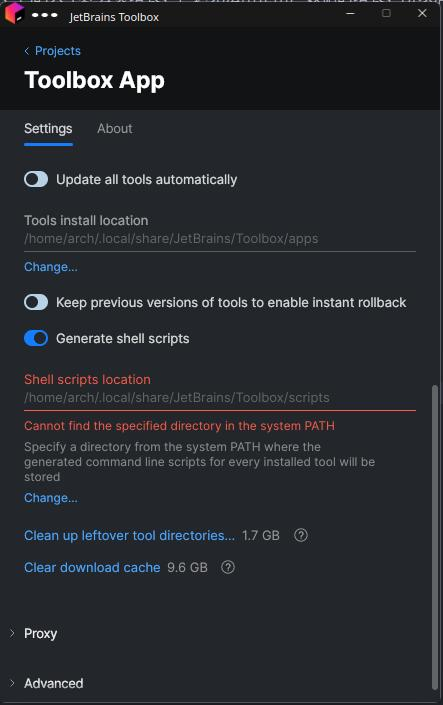 JetBrains Toolbox
Projects
Toolbox App
Settings About
Update all tools automatically
Tools install location
/home/arch/.local/share/JetBrains/Toolbox/apps
Change...
Keep previous versions of tools to enable instant rollback
Generate shell scripts
Shell scripts location
/home/arch/.local/share/JetBrains/Toolbox/scripts
Cannot find the specified directory in the system PATH
Specify a directory from the system PATH where the
generated command line scripts for every installed tool will be
stored
Change...
Clean up leftover tool directories... 1.7 GB ?
Clear download cache 9.6 GB ?
Proxy
Advanced